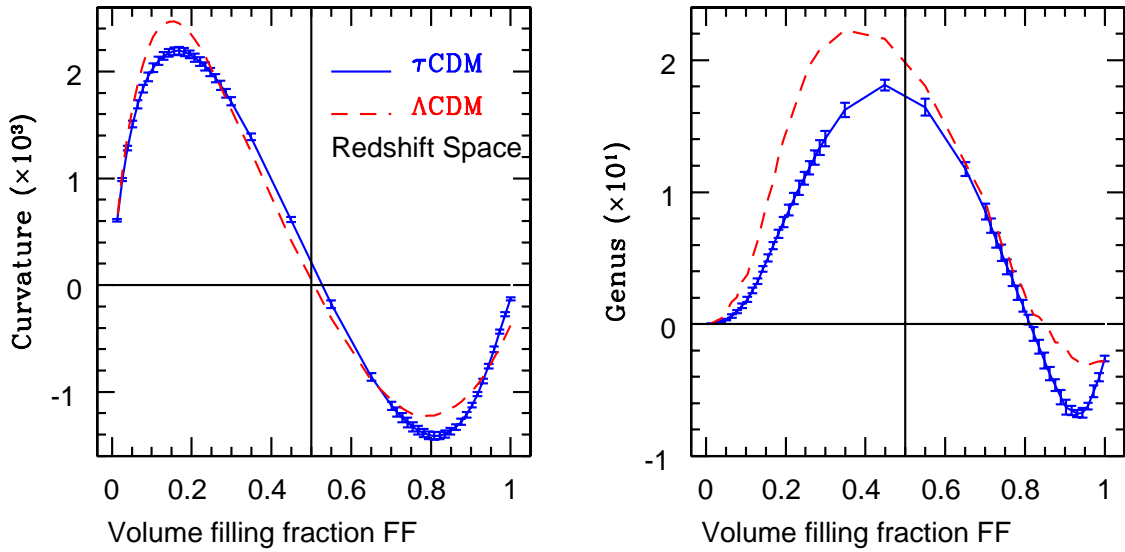 Curvature (×10³)
2
1
0
-1
τCDM
ΛCDM
Redshift Space
0 0.2 0.4 0.6 0.8 1
Volume filling fraction FF
Genus (×10¹)
2
1
0
-1
0 0.2 0.4 0.6 0.8 1
Volume filling fraction FF